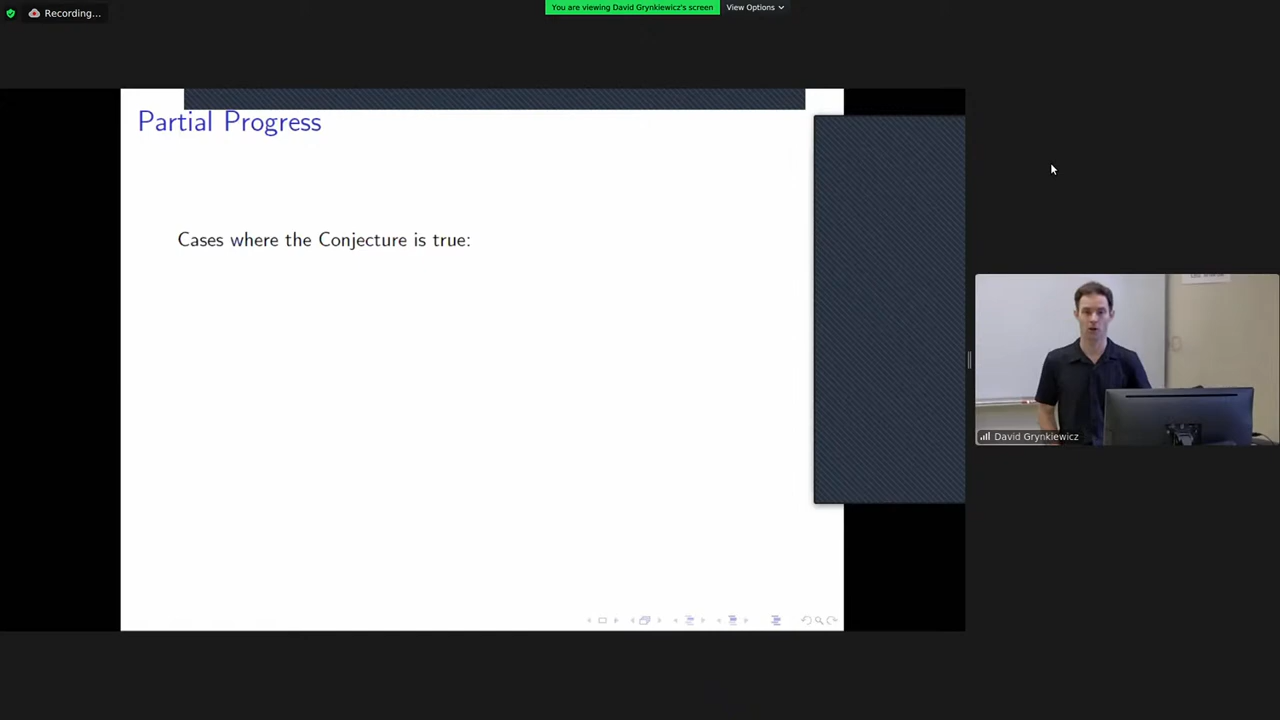 Recording...
You are viewing David Grynkiewicz's screen
View Options
Partial Progress
Cases where the Conjecture is true:
David Grynkiewicz